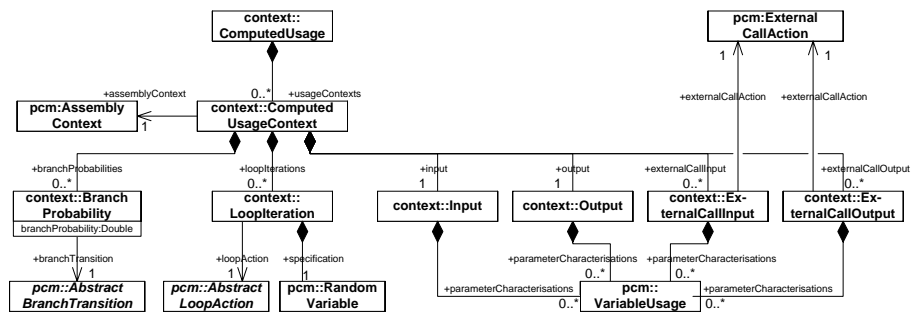 context::
ComputedUsage
pcm:External
CallAction
1
1
0..*
+usageContexts
+assemblyContext
1
pcm:Assembly
Context
context::Computed
UsageContext
+externalCallAction
+externalCallAction
+branchProbabilities
0..*
+loopIterations
0..*
+input
1
+output
1
+externalCallInput
0..*
+externalCallOutput
0..*
context::Branch
Probability
branchProbability:Double
context::
LoopIteration
context::Input
context::Output
context::Ex-
ternalCallInput
context::Ex-
ternalCallOutput
+branchTransition
1
+loopAction
1
+specification
1
+parameterCharacterisations
0..*
+parameterCharacterisations
0..*
+parameterCharacterisations
0..*
+parameterCharacterisations
0..*
pcm::Abstract
BranchTransition
pcm::Abstract
LoopAction
pcm::Random
Variable
pcm::
VariableUsage